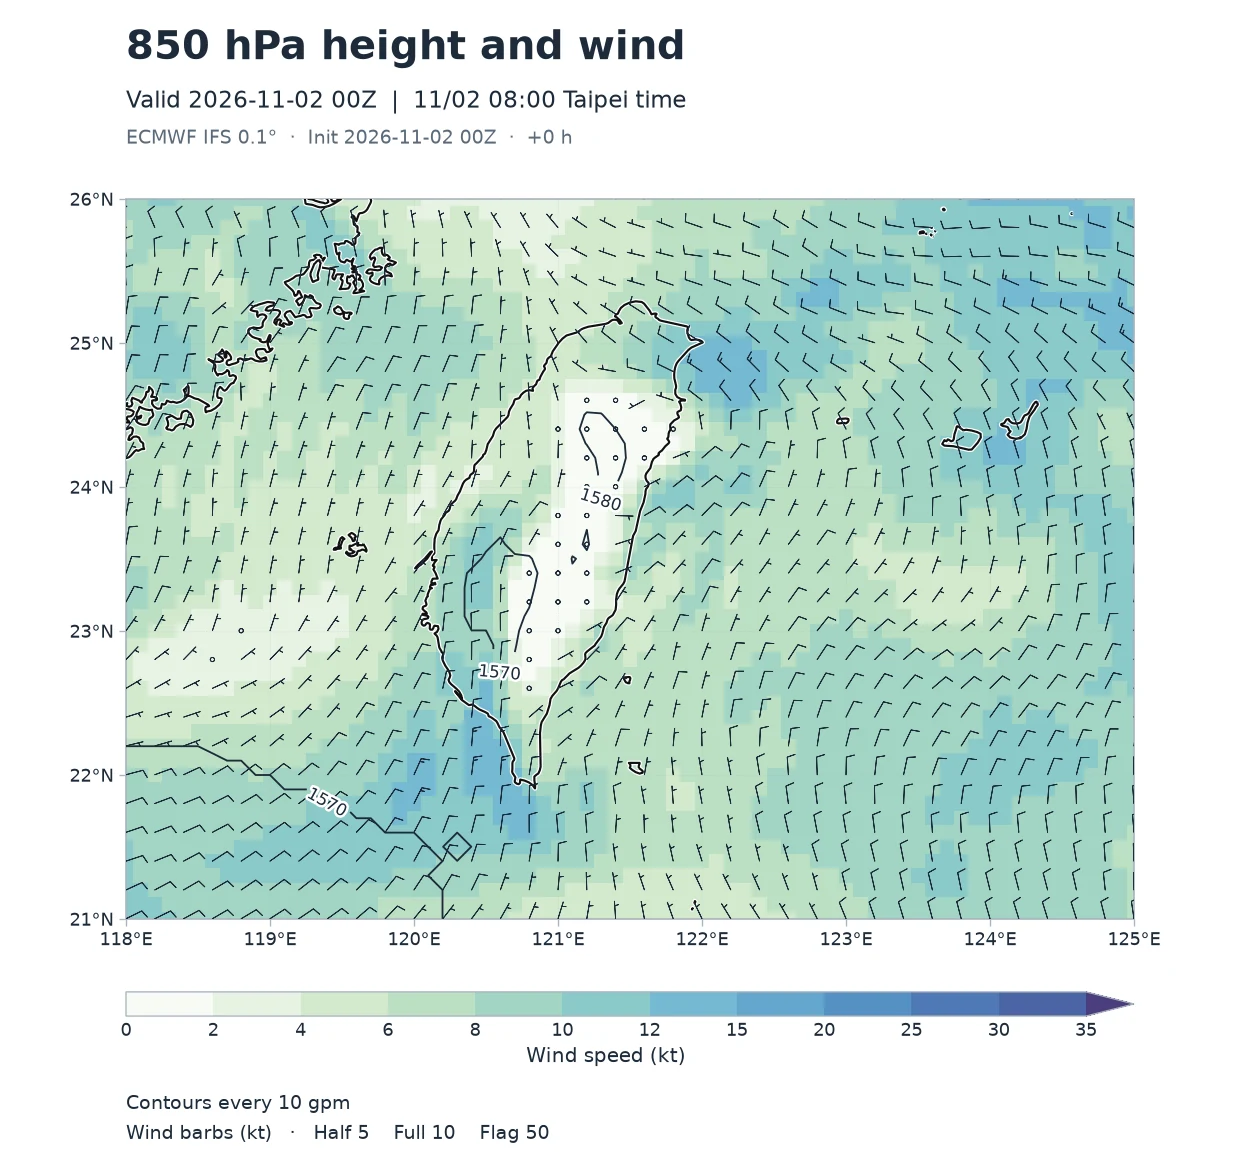 850 hPa height and wind
Valid 2026-11-02 00Z | 11/02 08:00 Taipei time
ECMWF IFS 0.1° · Init 2026-11-02 00Z · +0 h
26°N
25°N
24°N
1580
23°N
1570
22°N
1570
21°N
118°E 119°E 120°E 121°E 122°E 123°E 124°E 125°E
0 2 4 6 8 10 12 15 20 25 30 35
Wind speed (kt)
Contours every 10 gpm
Wind barbs (kt) · Half 5 Full 10 Flag 50